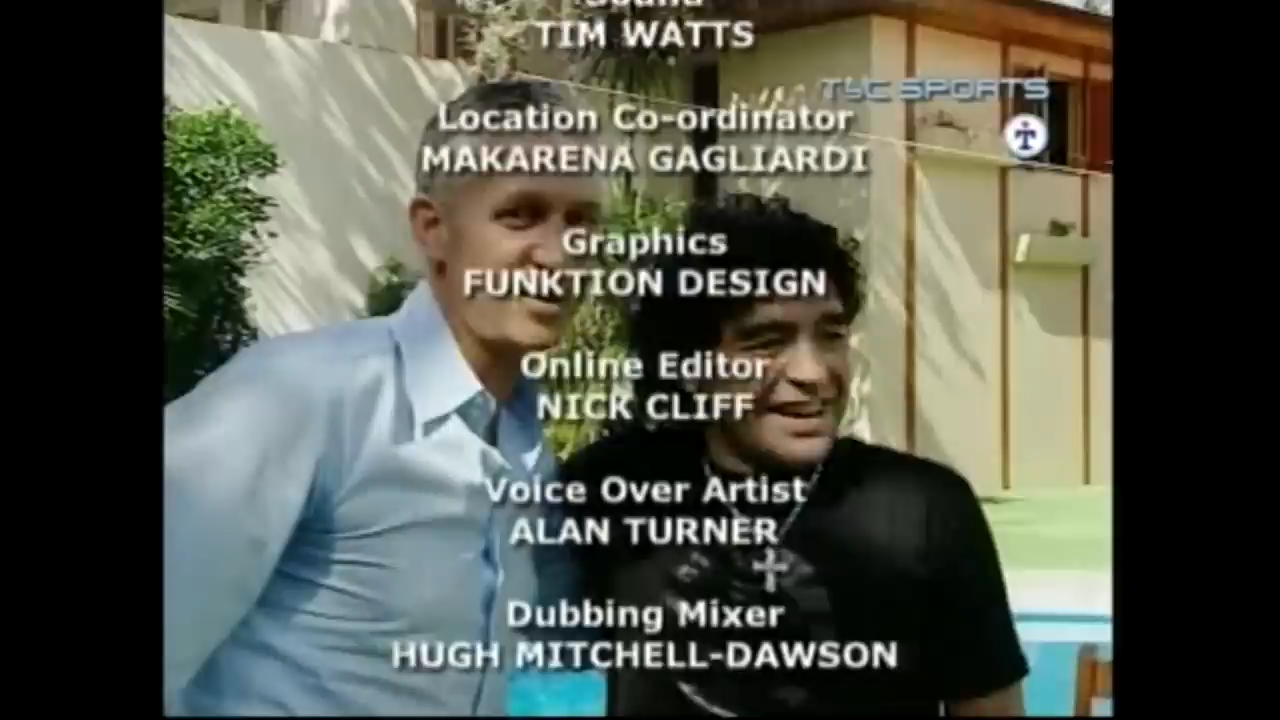 Sound
TIM WATTS
TyC SPORTS
Location Co-ordinator
MAKARENA GAGLIARDI
Graphics
FUNKTION DESIGN
Online Editor
NICK CLIFF
Voice Over Artist
ALAN TURNER
Dubbing Mixer
HUGH MITCHELL-DAWSON